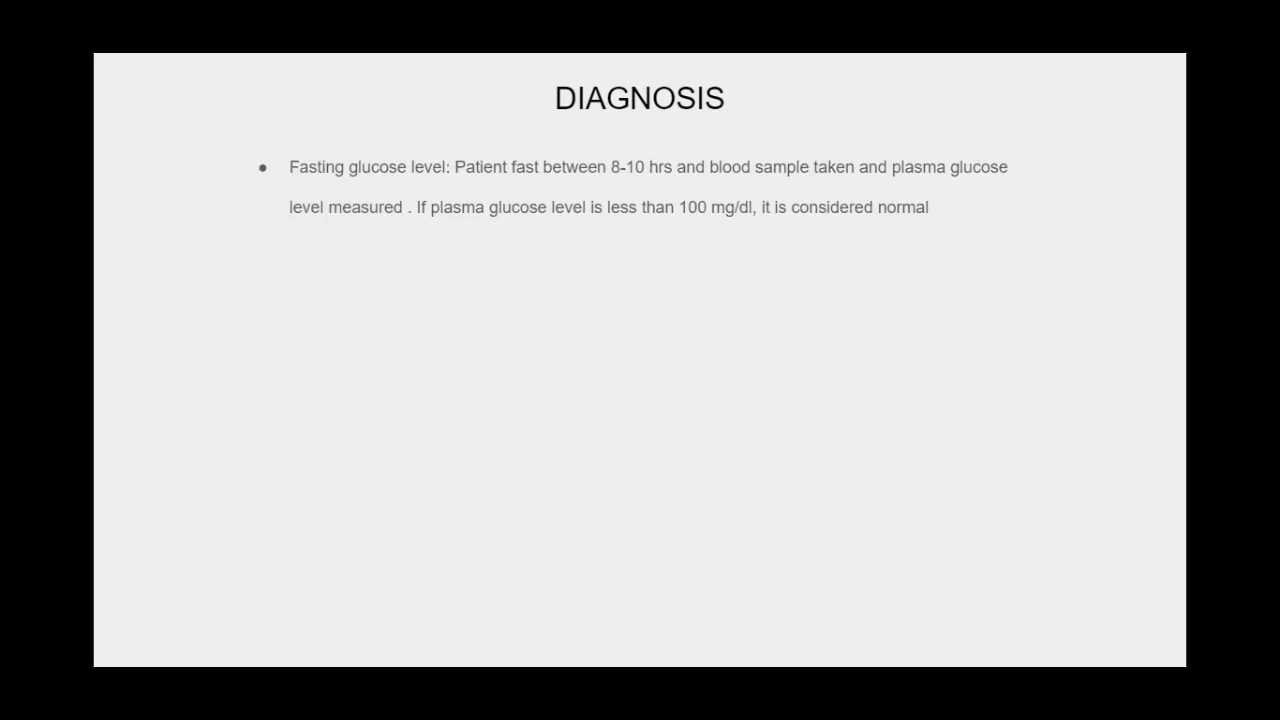 DIAGNOSIS
● Fasting glucose level: Patient fast between 8-10 hrs and blood sample taken and plasma glucose
level measured . If plasma glucose level is less than 100 mg/dl, it is considered normal